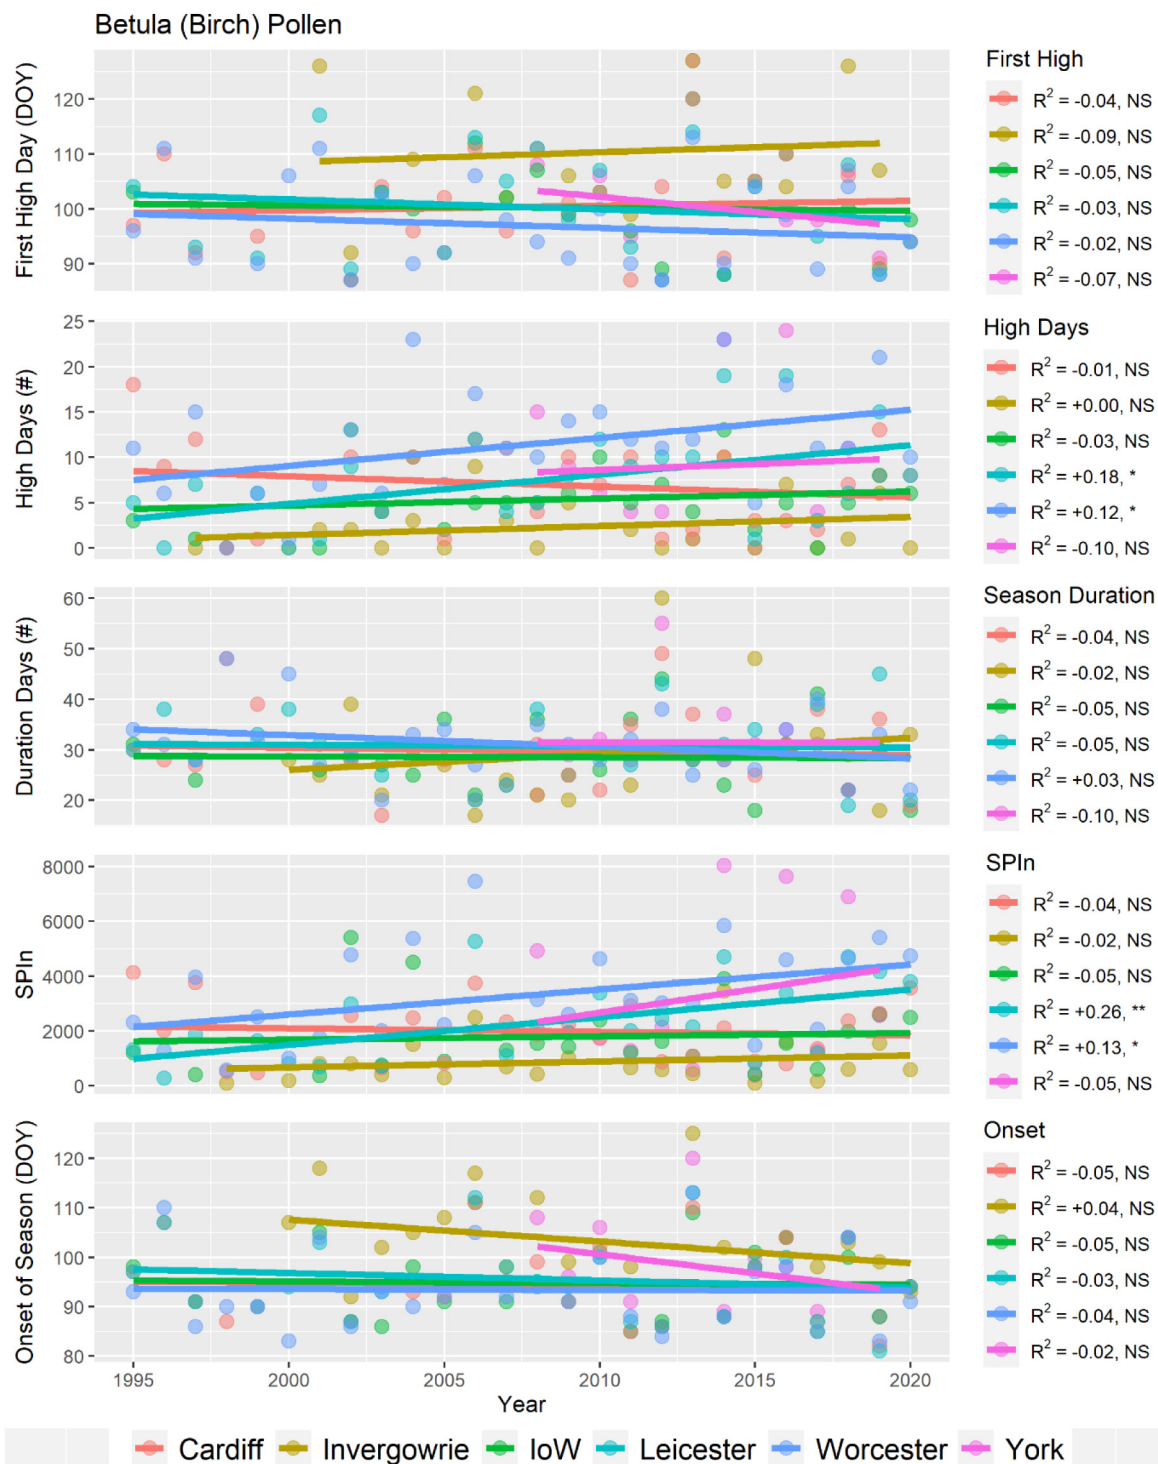 Betula (Birch) Pollen
First High Day (DOY)
120
110
100
90
First High
R² = -0.04, NS
R² = -0.09, NS
R² = -0.05, NS
R² = -0.03, NS
R² = -0.02, NS
R² = -0.07, NS
High Days (#)
25
20
15
10
5
0
High Days
R² = -0.01, NS
R² = +0.00, NS
R² = -0.03, NS
R² = +0.18, *
R² = +0.12, *
R² = -0.10, NS
Duration Days (#)
60
50
40
30
20
Season Duration
R² = -0.04, NS
R² = -0.02, NS
R² = -0.05, NS
R² = -0.05, NS
R² = +0.03, NS
R² = -0.10, NS
SPIn
8000
6000
4000
2000
0
SPIn
R² = -0.04, NS
R² = -0.02, NS
R² = -0.05, NS
R² = +0.26, **
R² = +0.13, *
R² = -0.05, NS
Onset of Season (DOY)
120
110
100
90
80
Onset
R² = -0.05, NS
R² = +0.04, NS
R² = -0.05, NS
R² = -0.03, NS
R² = -0.04, NS
R² = -0.02, NS
1995 2000 2005 2010 2015 2020
Year
Cardiff Invergowrie IoW Leicester Worcester York